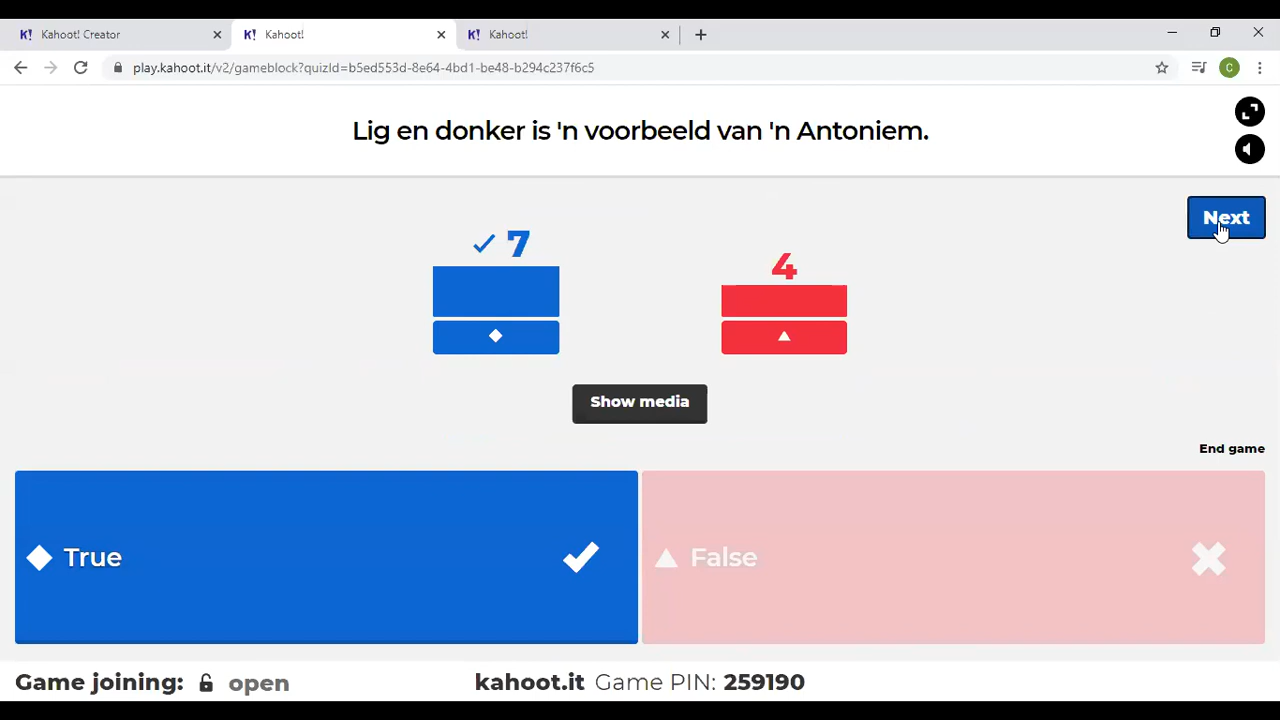 K! Kahoot! Creator
K! Kahoot!
K! Kahoot!
play.kahoot.it/v2/gameblock?quizId=b5ed553d-8e64-4bd1-be48-b294c237f6c5
C
Lig en donker is 'n voorbeeld van 'n Antoniem.
Next
7
4
Show media
End game
True
False
Game joining: open
kahoot.it Game PIN: 259190